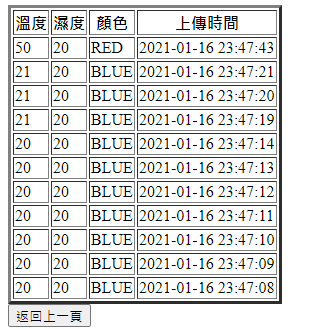 溫度 濕度 顏色 上傳時間
50 20 RED 2021-01-16 23:47:43
21 20 BLUE 2021-01-16 23:47:21
21 20 BLUE 2021-01-16 23:47:20
21 20 BLUE 2021-01-16 23:47:19
20 20 BLUE 2021-01-16 23:47:14
20 20 BLUE 2021-01-16 23:47:13
20 20 BLUE 2021-01-16 23:47:12
20 20 BLUE 2021-01-16 23:47:11
20 20 BLUE 2021-01-16 23:47:10
20 20 BLUE 2021-01-16 23:47:09
20 20 BLUE 2021-01-16 23:47:08
返回上一頁